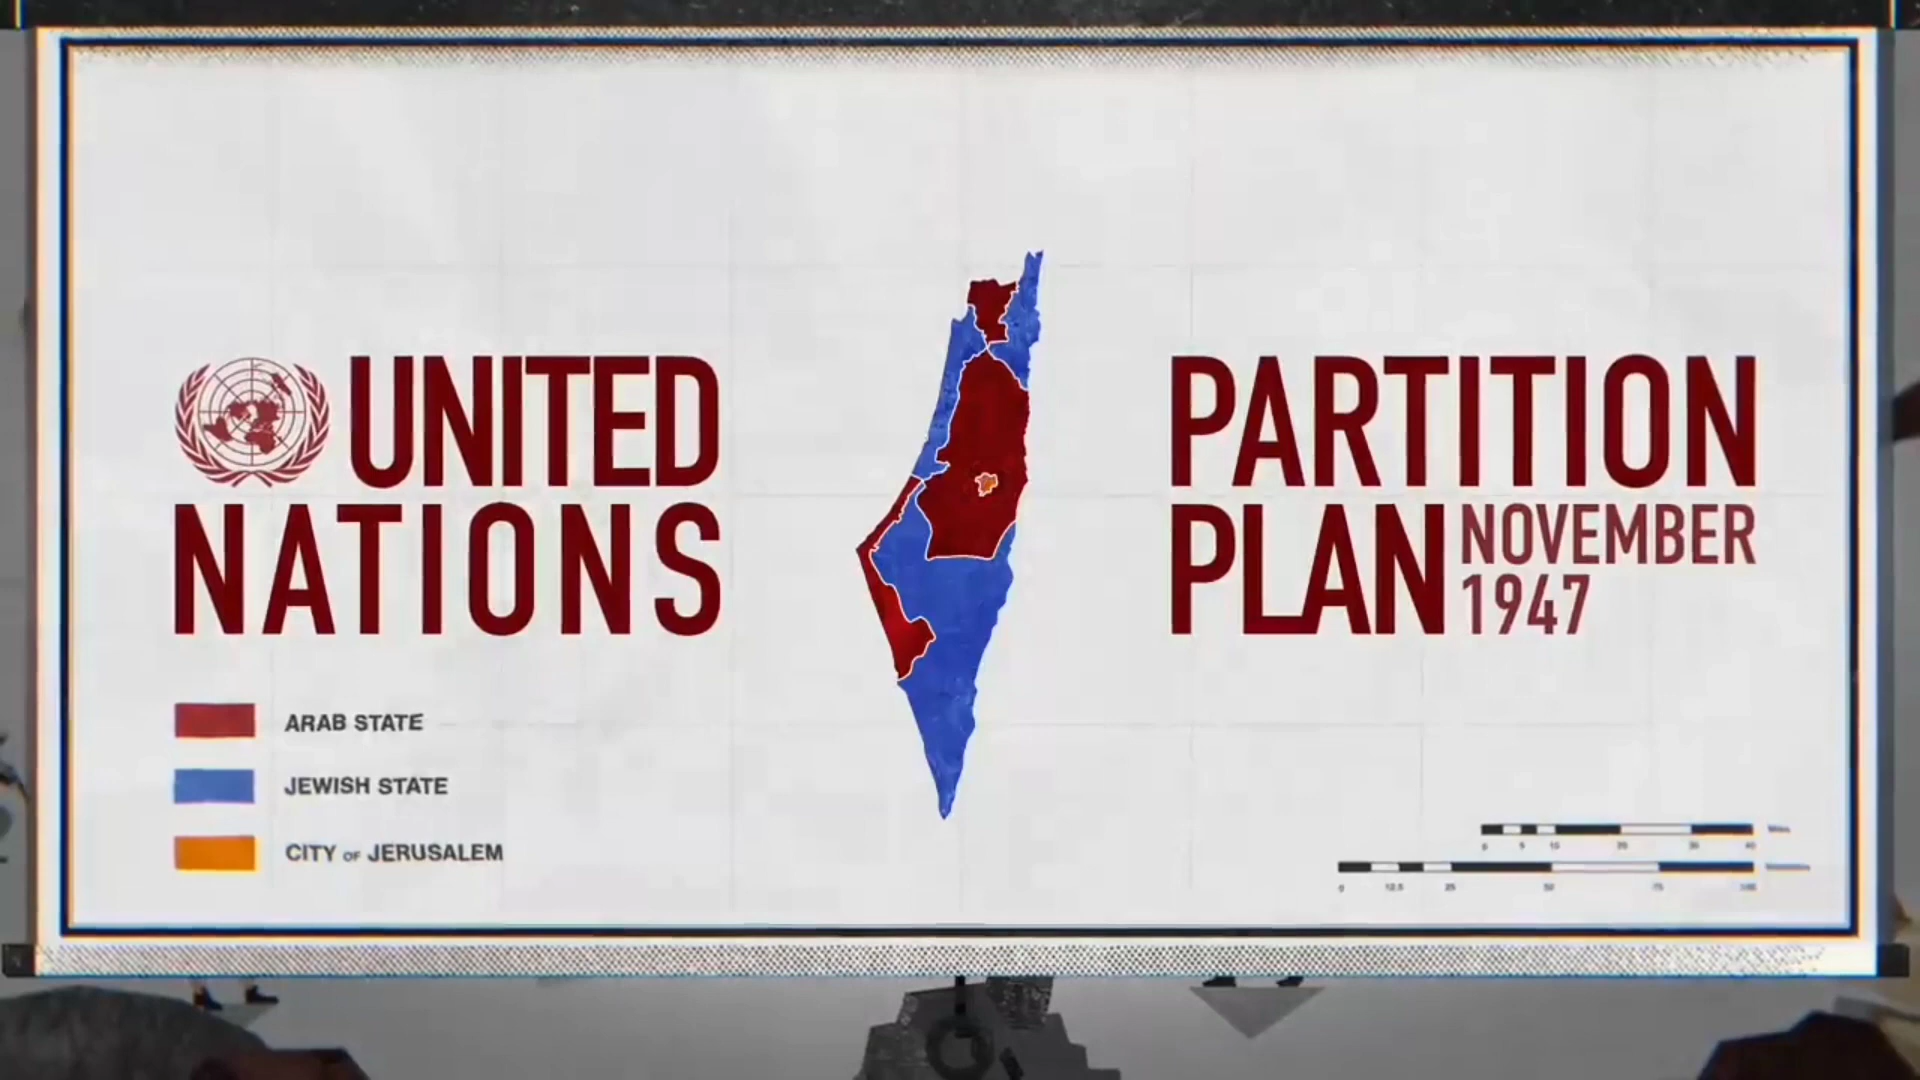 UNITED
NATIONS
PARTITION
PLAN NOVEMBER
1947
ARAB STATE
JEWISH STATE
CITY OF JERUSALEM